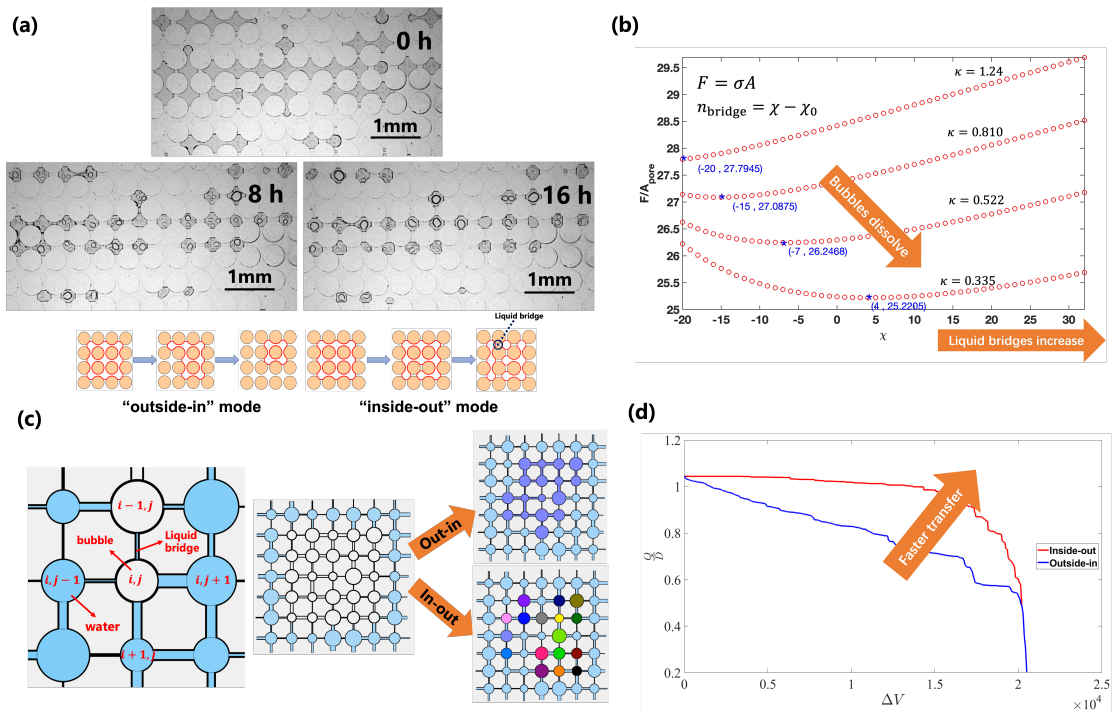 (a)
0 h
1mm
8 h
1mm
16 h
1mm
Liquid bridge
“outside-in” mode
“inside-out” mode
(b)
F = σA
n_bridge = χ − χ₀
κ = 1.24
κ = 0.810
κ = 0.522
κ = 0.335
(-20 , 27.7945)
(-15 , 27.0875)
(-7 , 26.2468)
(4 , 25.2205)
Bubbles dissolve
F/A_pore
29.5
29
28.5
28
27.5
27
26.5
26
25.5
25
-20 -15 -10 -5 0 5 10 15 20 25 30
χ
Liquid bridges increase
(c)
i − 1, j
bubble
Liquid
bridge
i, j − 1
i, j
i, j + 1
water
i + 1, j
Out-in
In-out
(d)
1.2
1
0.8
0.6
0.4
0.2
Faster transfer
Inside-out
Outside-in
0 0.5 1 1.5 2 2.5
ΔV
×10⁴